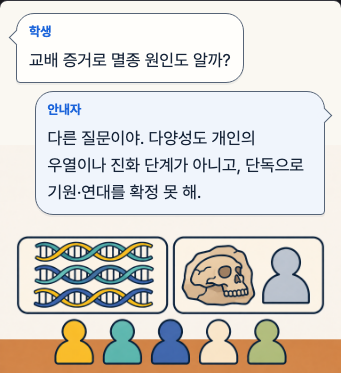 학생
교배 증거로 멸종 원인도 알까?
안내자
다른 질문이야. 다양성도 개인의
우열이나 진화 단계가 아니고, 단독으로
기원·연대를 확정 못 해.